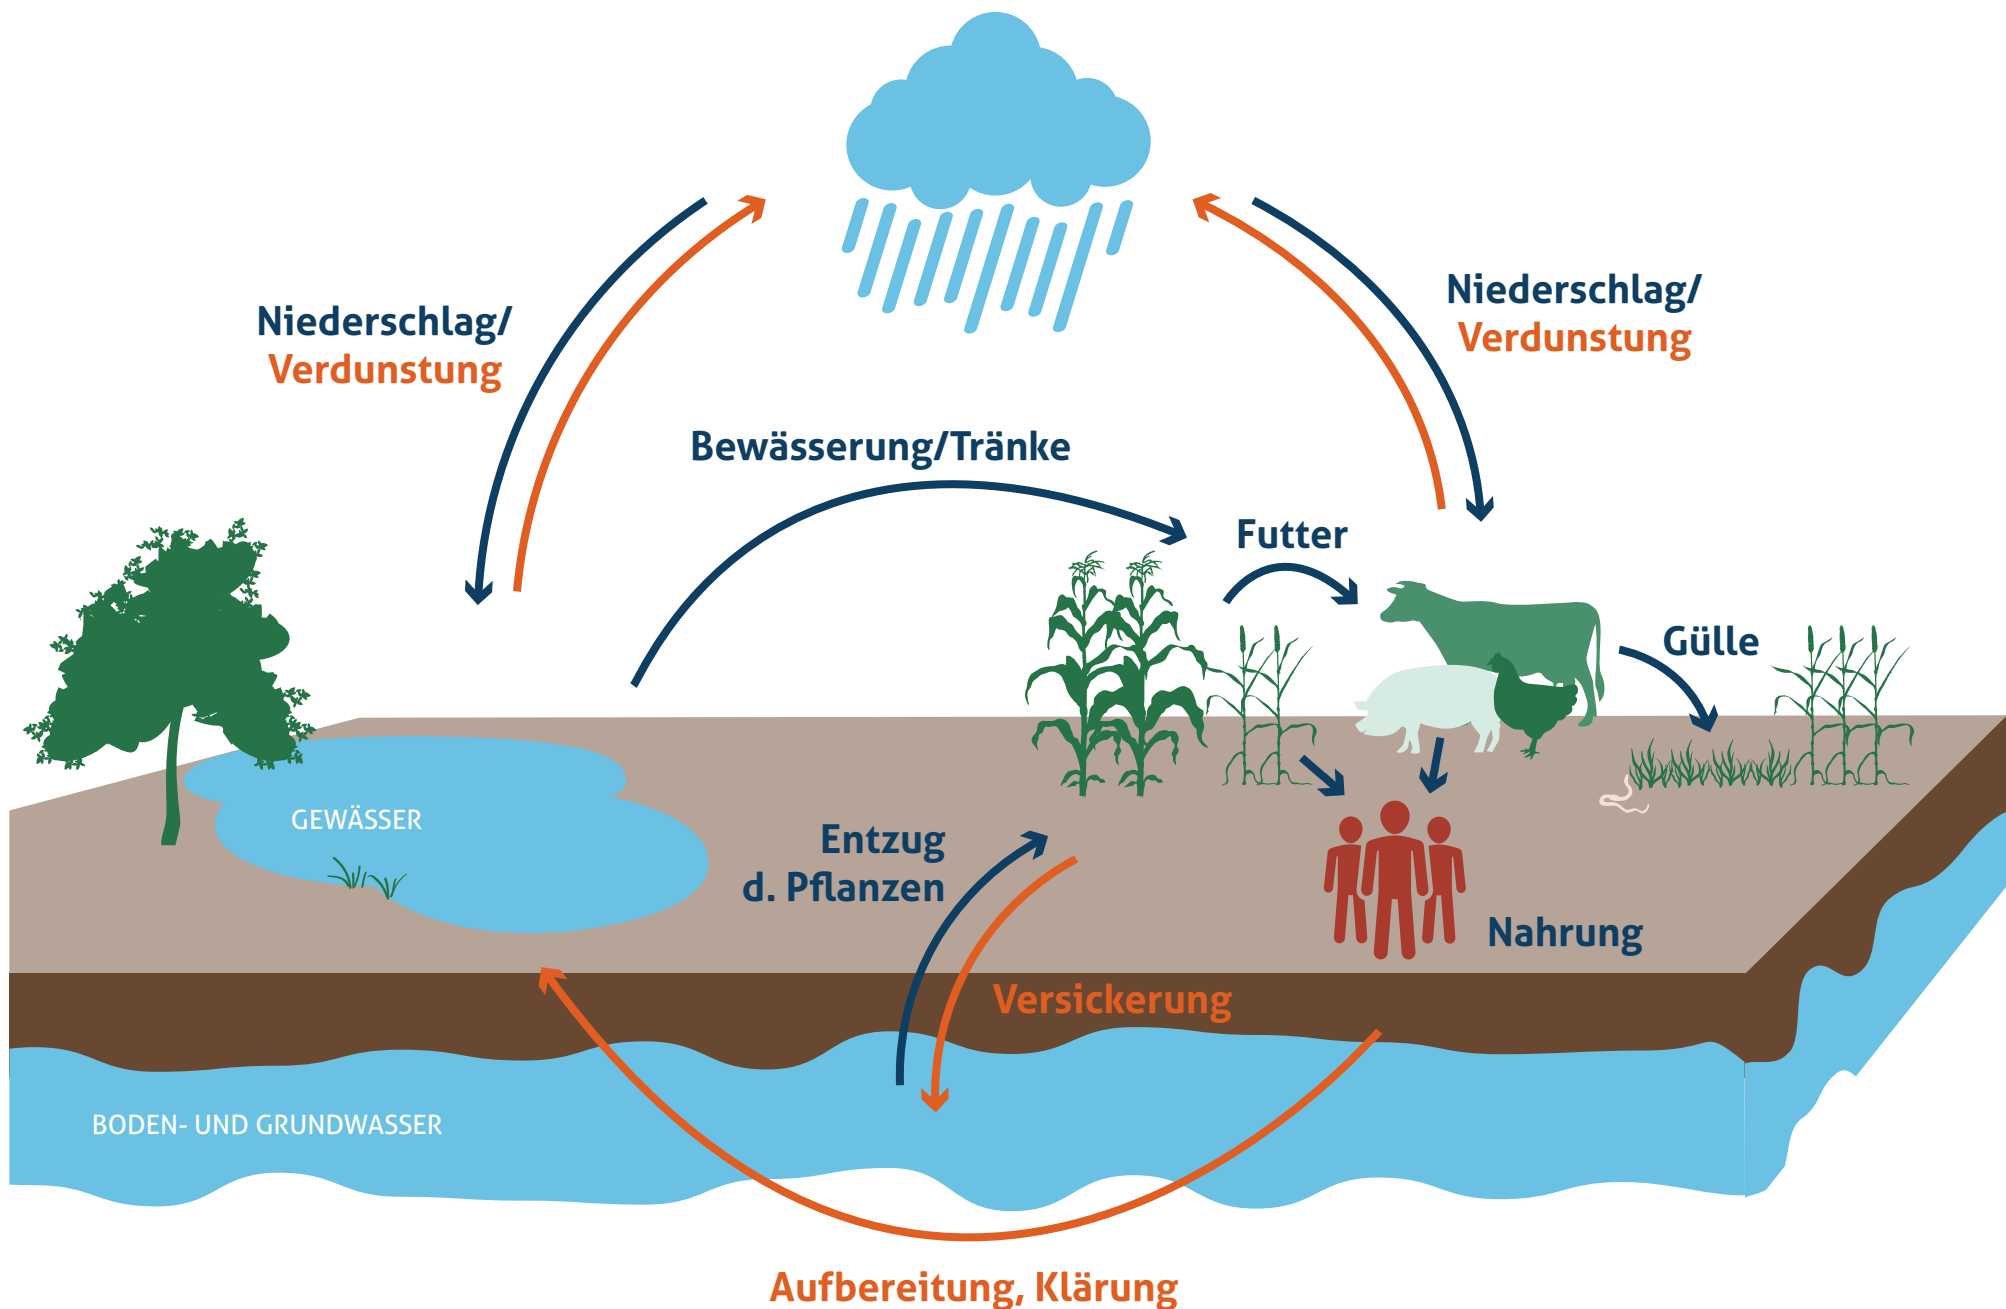 Niederschlag/
Verdunstung
Niederschlag/
Verdunstung
Bewässerung/Tränke
Futter
Gülle
GEWÄSSER
Entzug
d. Pflanzen
Nahrung
Versickerung
BODEN- UND GRUNDWASSER
Aufbereitung, Klärung